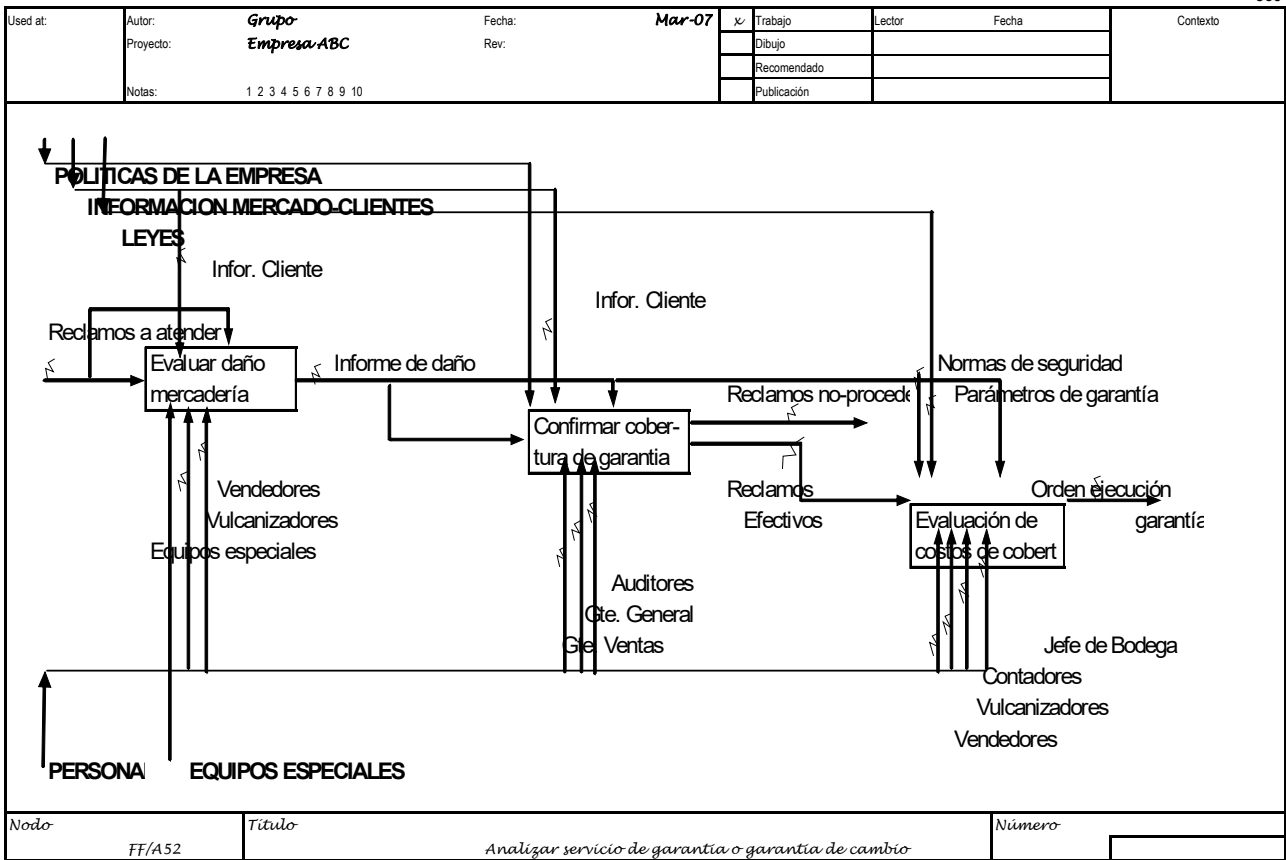 Used at: Autor: Grupo Fecha: Mar-07 x Trabajo Lector Fecha Contexto
Proyecto: Empresa ABC Rev: Dibujo
Recomendado
Notas: 1 2 3 4 5 6 7 8 9 10 Publicación
POLITICAS DE LA EMPRESA
INFORMACION MERCADO-CLIENTES
LEYES
Infor. Cliente
Infor. Cliente
Reclamos a atender
Evaluar daño
mercadería
Informe de daño
Normas de seguridad
Reclamos no-procede
Parámetros de garantía
Confirmar cober-
tura de garantia
Vendedores
Vulcanizadores
Equipos especiales
Reclamos
Efectivos
Orden ejecución
garantía
Evaluación de
costos de cobert
Auditores
Gte. General
Gte. Ventas
Jefe de Bodega
Contadores
Vulcanizadores
Vendedores
PERSONA
EQUIPOS ESPECIALES
Nodo Título Número
FF/A52 Analizar servicio de garantía o garantía de cambio